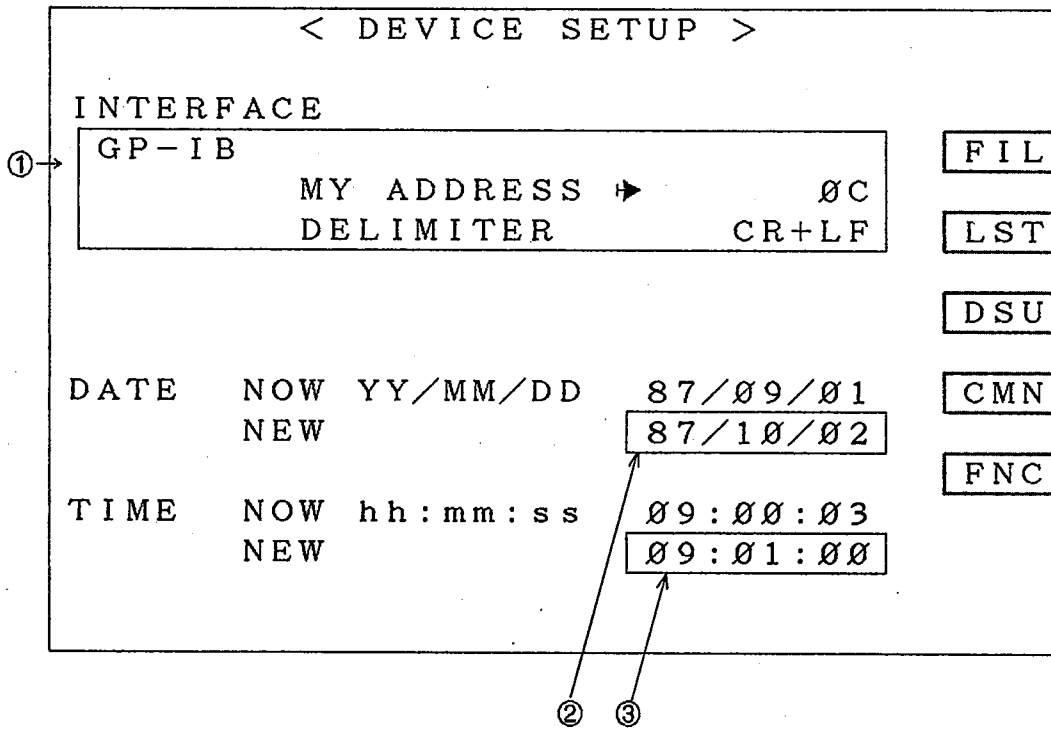 < DEVICE SETUP >
INTERFACE
① GP-IB
FIL
MY ADDRESS ØC
DELIMITER CR+LF
LST
DSU
DATE NOW YY/MM/DD 87/Ø9/Ø1
CMN
NEW 87/1Ø/Ø2
FNC
TIME NOW hh:mm:ss Ø9:ØØ:Ø3
NEW Ø9:Ø1:ØØ
② ③